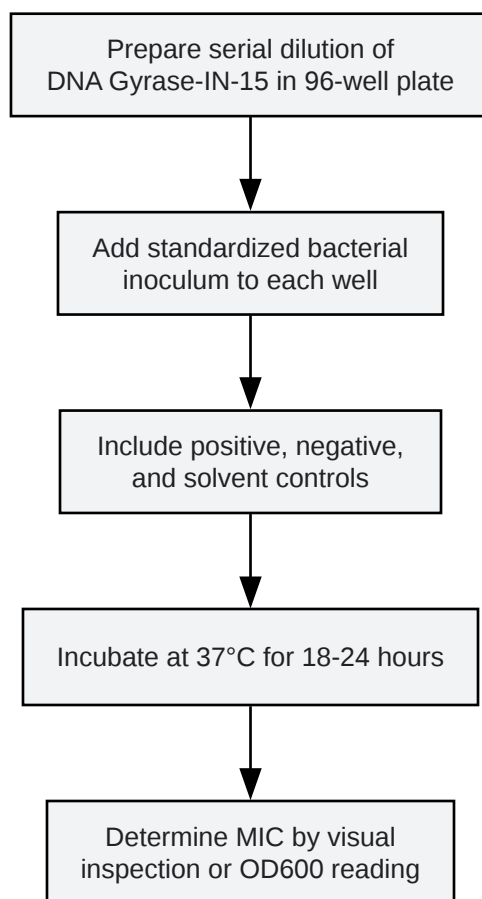 Prepare serial dilution of
DNA Gyrase-IN-15 in 96-well plate
Add standardized bacterial
inoculum to each well
Include positive, negative,
and solvent controls
Incubate at 37°C for 18-24 hours
Determine MIC by visual
inspection or OD600 reading